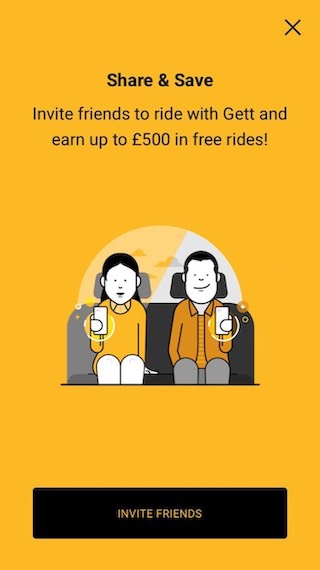 Share & Save
Invite friends to ride with Gett and
earn up to £500 in free rides!
INVITE FRIENDS